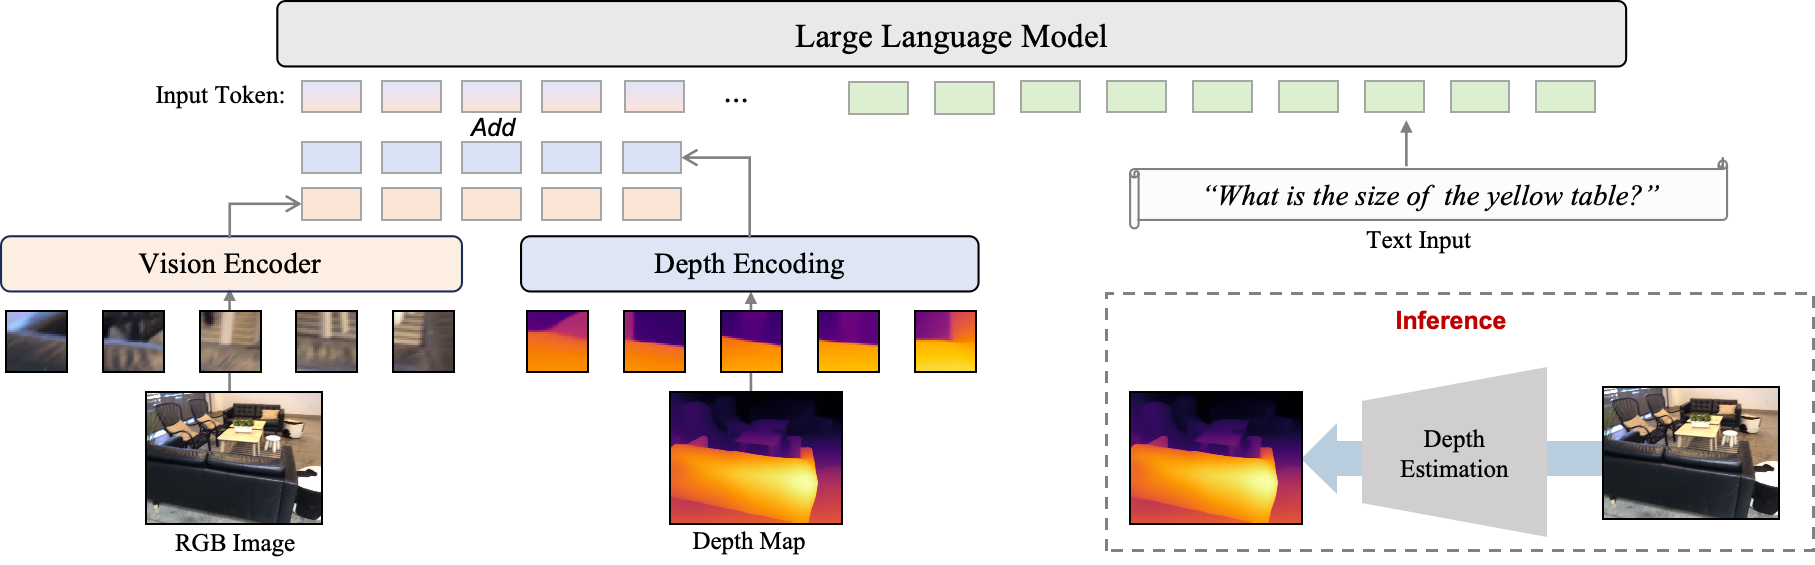 Large Language Model
Input Token:
...
Add
“What is the size of the yellow table?”
Text Input
Vision Encoder
Depth Encoding
Inference
Depth
Estimation
RGB Image
Depth Map